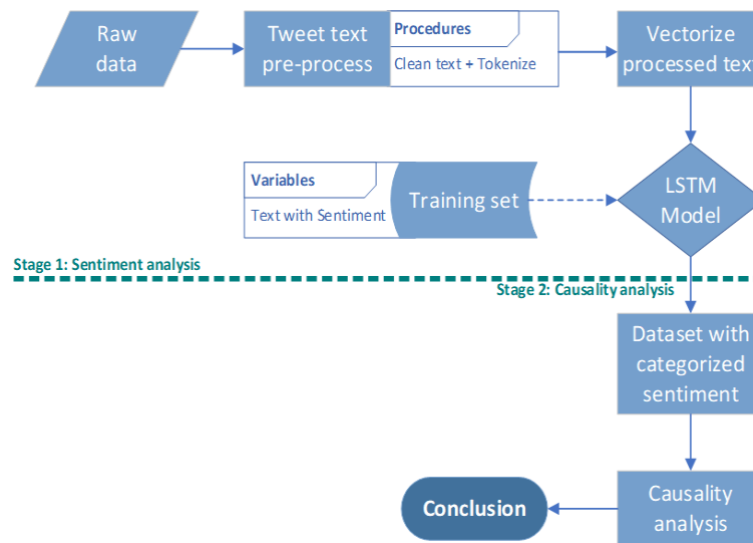 Raw
data
Tweet text
pre-process
Procedures
Clean text + Tokenize
Vectorize
processed text
Variables
Text with Sentiment
Training set
LSTM
Model
Stage 1: Sentiment analysis
Stage 2: Causality analysis
Dataset with
categorized
sentiment
Causality
analysis
Conclusion